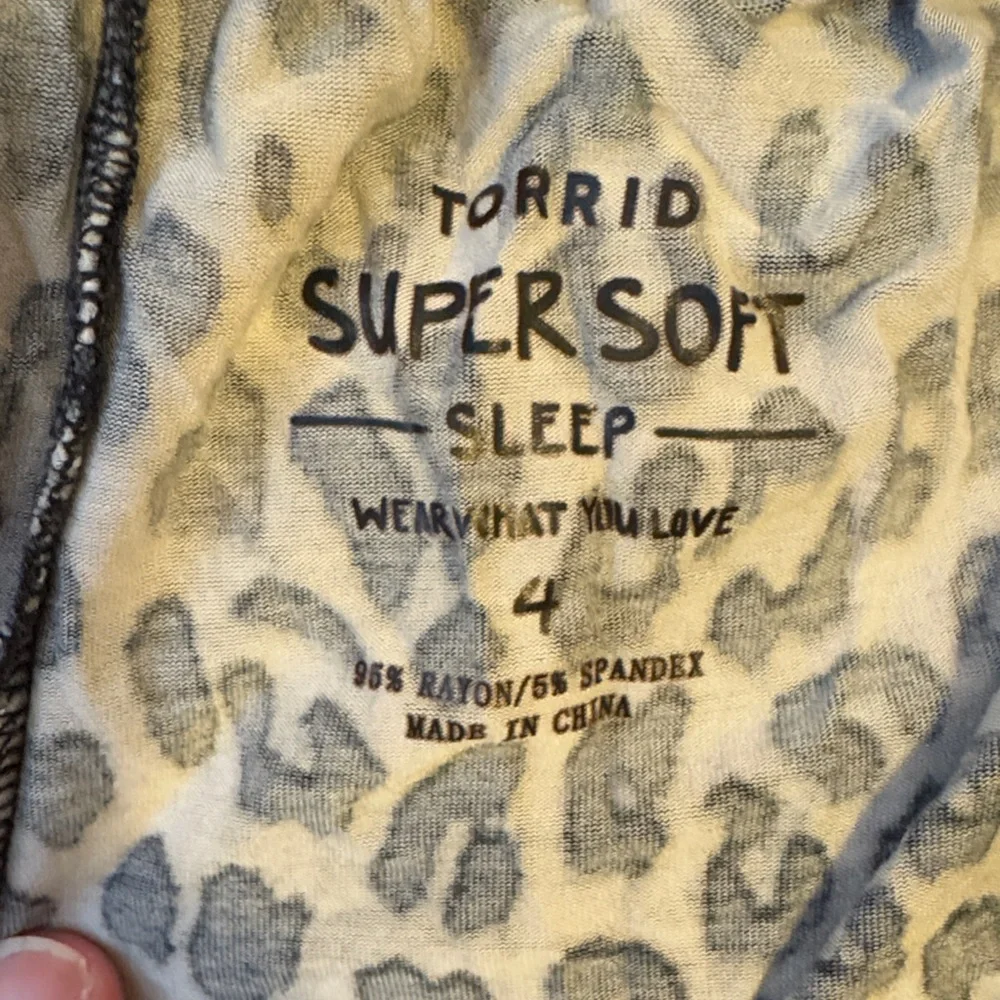 TORRID
SUPER SOFT
SLEEP
WEAR WHAT YOU LOVE
4
95% RAYON/5% SPANDEX
MADE IN CHINA